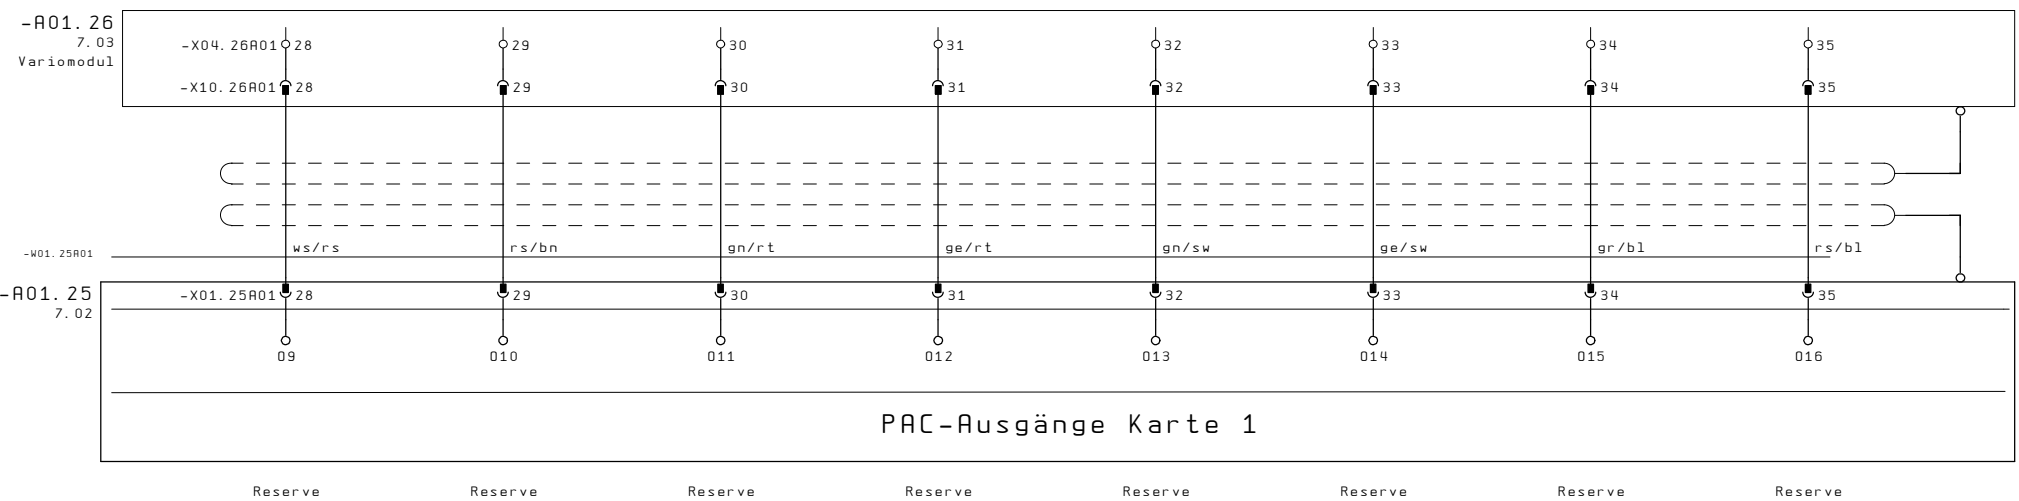 -A01.26
7.03
Variomodul
-X04.26A01 28 29 30 31 32 33 34 35
-X10.26A01 28 29 30 31 32 33 34 35
ws/rs rs/bn gn/rt ge/rt gn/sw ge/sw gr/bl rs/bl
-W01.25A01
-A01.25
7.02
-X01.25A01 28 29 30 31 32 33 34 35
O9 O10 O11 O12 O13 O14 O15 O16
PAC-Ausgänge Karte 1
Reserve Reserve Reserve Reserve Reserve Reserve Reserve Reserve